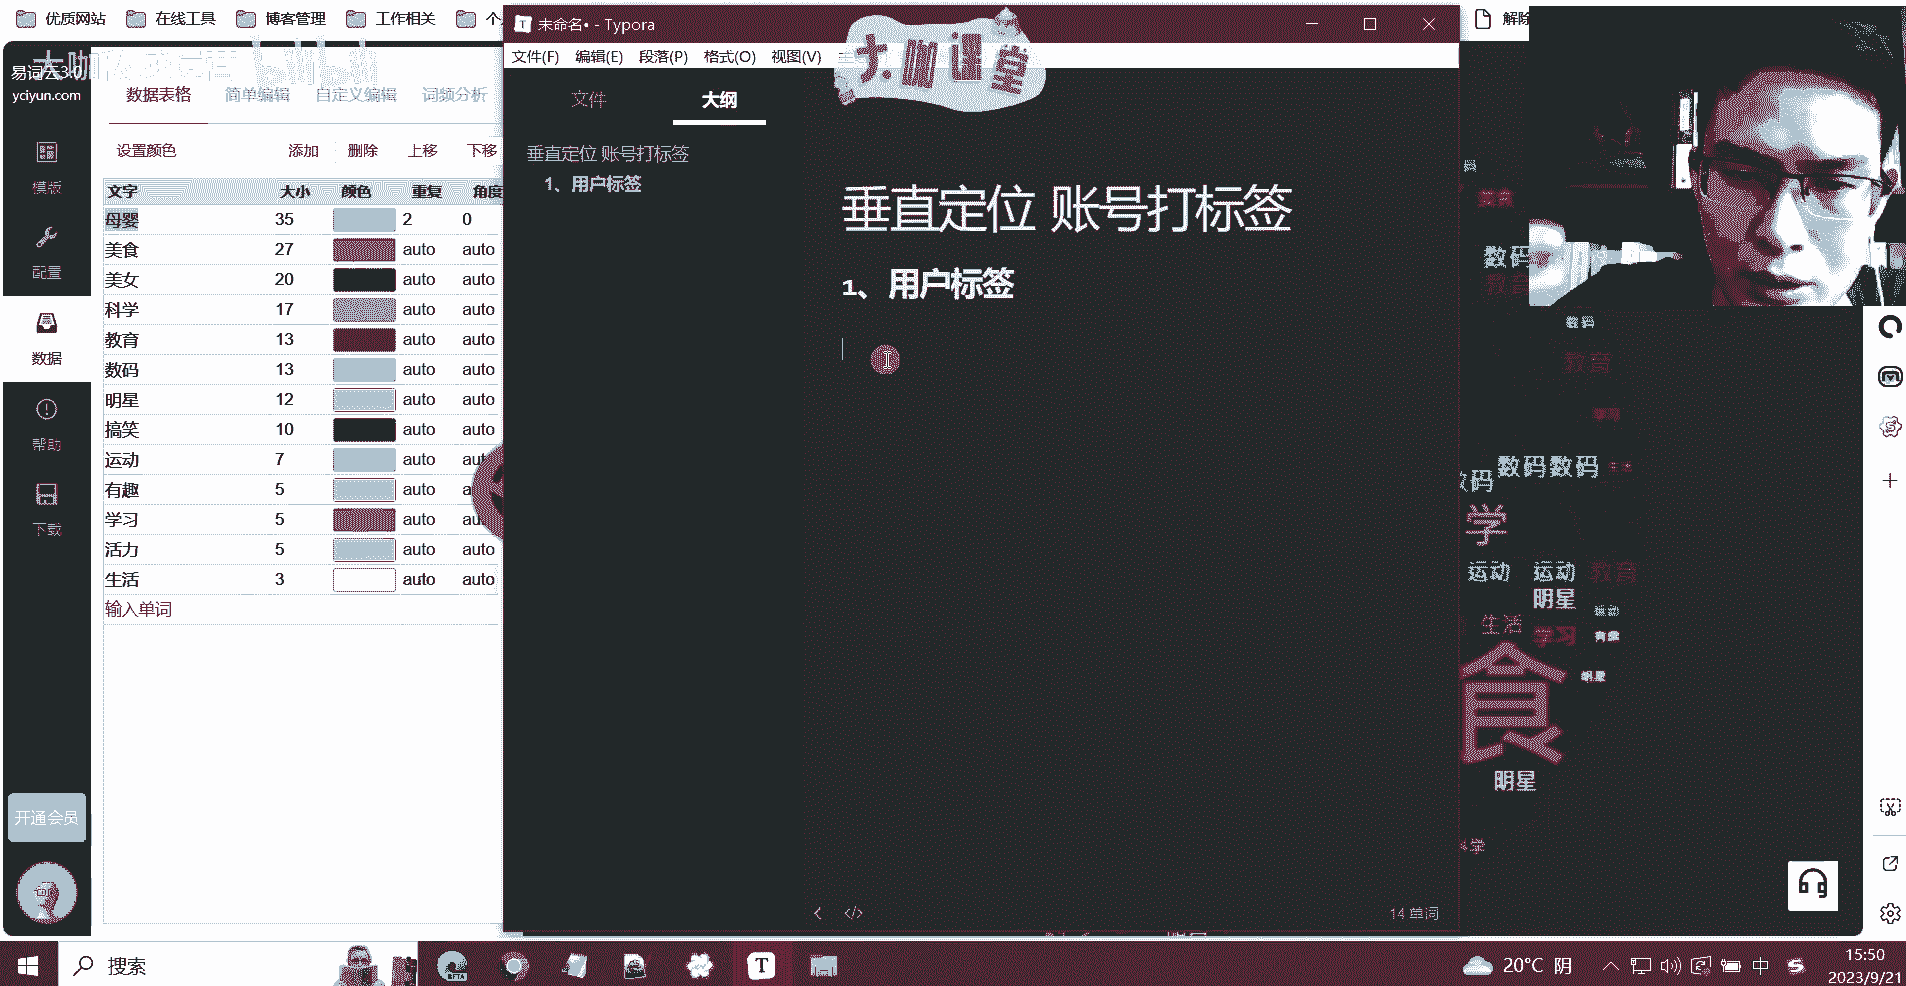 优质网站
在线工具
博客管理
工作相关
易词云3.0
yciyun.com
模版
配置
数据
帮助
下载
开通会员
数据表格 简单编辑 自定义编辑 词频分析
设置颜色 添加 删除 上移 下移
文字 大小 颜色 重复 角度
母婴 35 2 0
美食 27 auto auto
美女 20 auto auto
科学 17 auto auto
教育 13 auto auto
数码 13 auto auto
明星 12 auto auto
搞笑 10 auto auto
运动 7 auto auto
有趣 5 auto
学习 5 auto
活力 5 auto auto
生活 3 auto auto
输入单词
未命名• - Typora
文件(F) 编辑(E) 段落(P) 格式(O) 视图(V)
大咖课堂
文件 大纲
垂直定位 账号打标签
1、用户标签
垂直定位 账号打标签
1、用户标签
14 单词
解除
数码
教育
数码
教育
数码数码
学
运动 运动 教育
明星
生活 学习 有趣
食
明星
明星
搜索
20°C 阴
中
15:50
2023/9/21